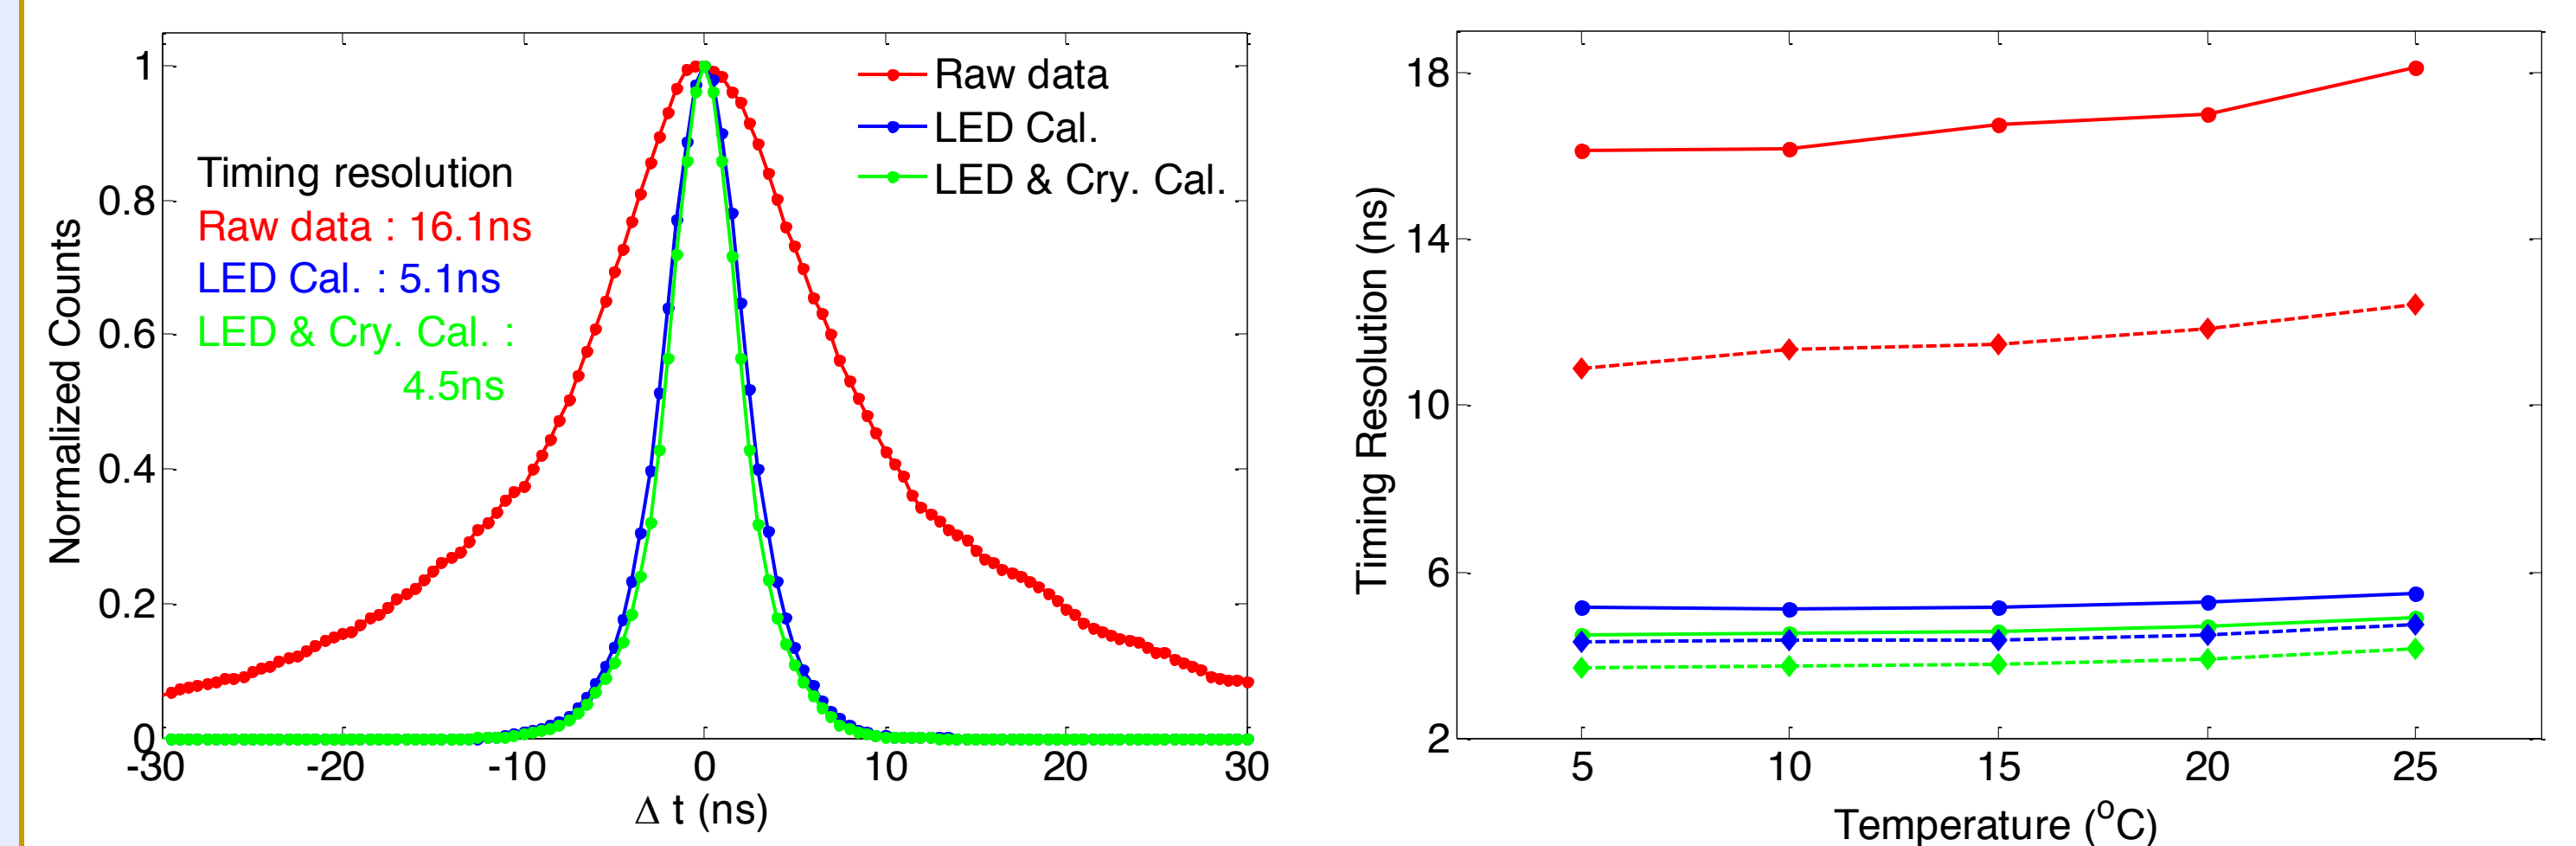 1
0.8
0.6
0.4
0.2
0
-30
-20
-10
0
10
20
30
Normalized Counts
Δ t (ns)
Timing resolution
Raw data : 16.1ns
LED Cal. : 5.1ns
LED & Cry. Cal. :
4.5ns
Raw data
LED Cal.
LED & Cry. Cal.
18
14
10
6
2
5
10
15
20
25
Timing Resolution (ns)
Temperature (°C)